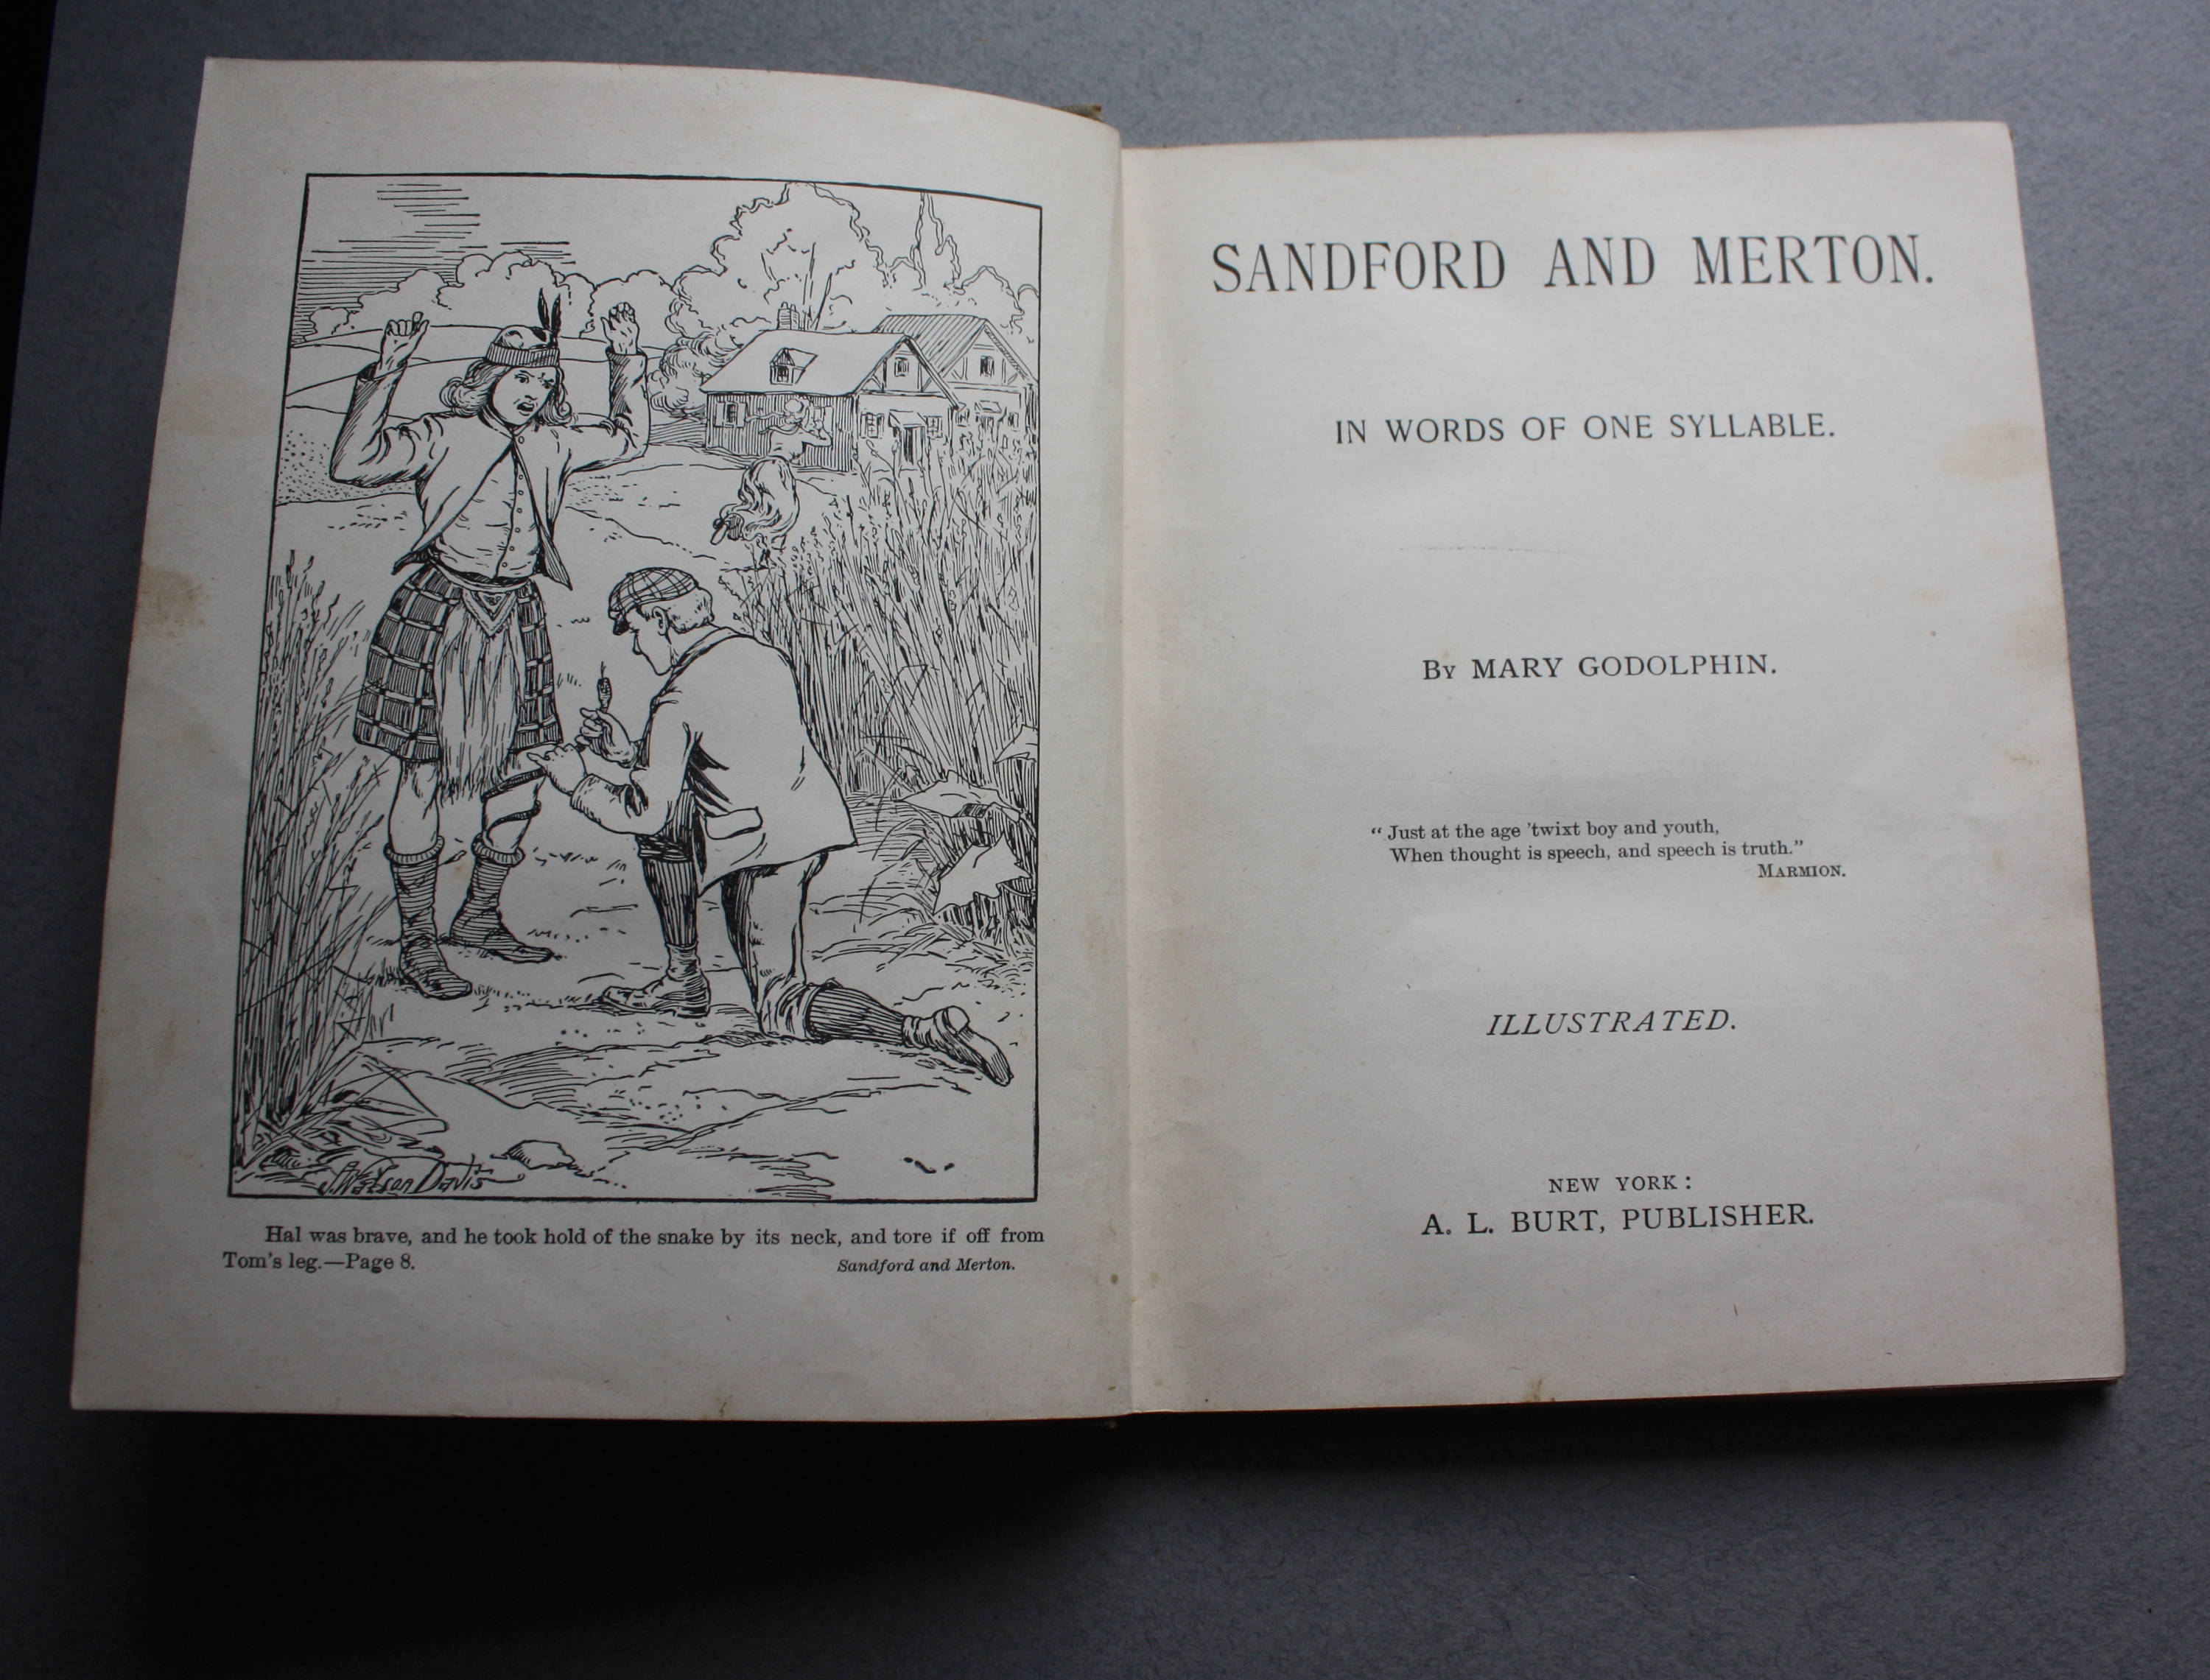 J. Watson Davis
Hal was brave, and he took hold of the snake by its neck, and tore if off from
Tom's leg.—Page 8.
Sandford and Merton.
SANDFORD AND MERTON.
IN WORDS OF ONE SYLLABLE.
By MARY GODOLPHIN.
“Just at the age 'twixt boy and youth,
When thought is speech, and speech is truth.”
MARMION.
ILLUSTRATED.
NEW YORK:
A. L. BURT, PUBLISHER.